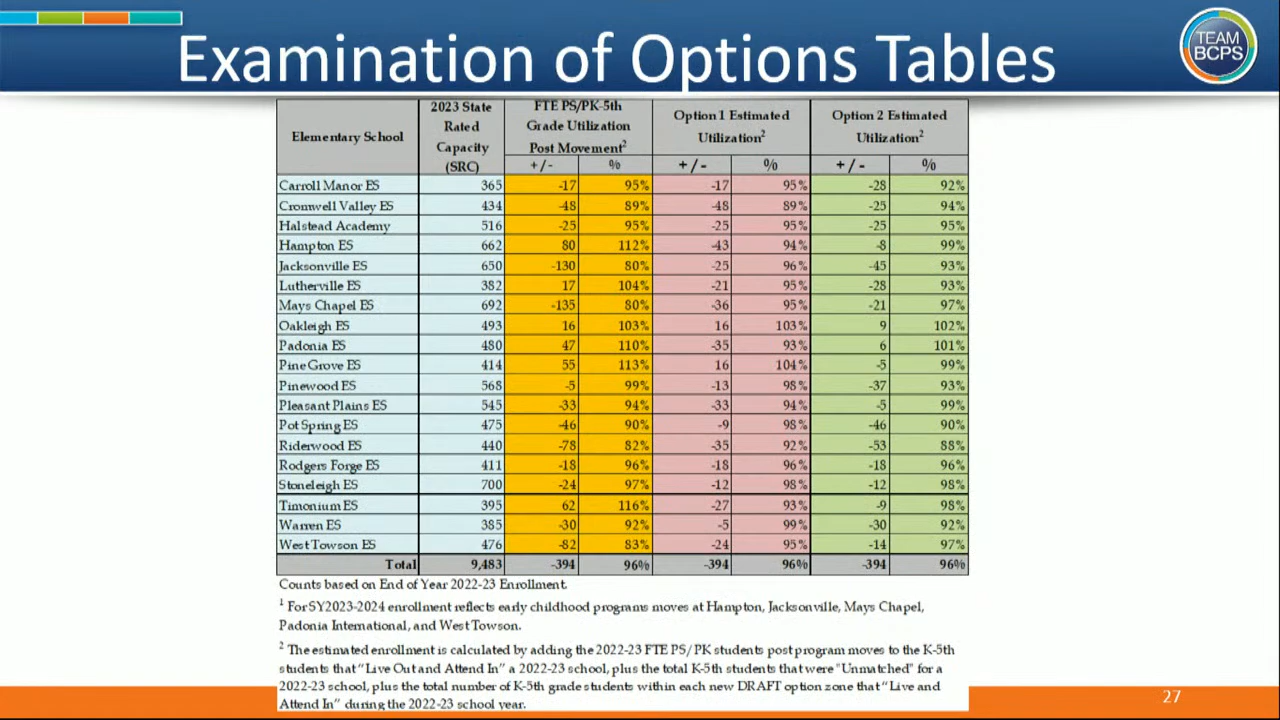 Examination of Options Tables
TEAM
BCPS
Elementary School
2023 State
Rated
Capacity
(SRC)
FTE PS/PK-5th
Grade Utilization
Post Movement²
Option 1 Estimated
Utilization²
Option 2 Estimated
Utilization²
+/- % +/- % +/- %
Carroll Manor ES 365 -17 95% -17 95% -28 92%
Cromwell Valley ES 434 -48 89% -48 89% -25 94%
Halstead Academy 516 -25 95% -25 95% -25 95%
Hampton ES 662 80 112% -43 94% -8 99%
Jacksonville ES 650 -130 80% -25 96% -45 93%
Lutherville ES 382 17 104% -21 95% -28 93%
Mays Chapel ES 692 -135 80% -36 95% -21 97%
Oakleigh ES 493 16 103% 16 103% 9 102%
Padonia ES 480 47 110% -35 93% 6 101%
Pine Grove ES 414 55 113% 16 104% -5 99%
Pinewood ES 568 -5 99% -13 98% -37 93%
Pleasant Plains ES 545 -33 94% -33 94% -5 99%
Pot Spring ES 475 -46 90% -9 98% -46 90%
Riderwood ES 440 -78 82% -35 92% -53 88%
Rodgers Forge ES 411 -18 96% -18 96% -18 96%
Stoneleigh ES 700 -24 97% -12 98% -12 98%
Timonium ES 395 62 116% -27 93% -9 98%
Warren ES 385 -30 92% -5 99% -30 92%
West Towson ES 476 -82 83% -24 95% -14 97%
Total 9,483 -394 96% -394 96% -394 96%
Counts based on End of Year 2022-23 Enrollment.
¹ For SY2023-2024 enrollment reflects early childhood programs moves at Hampton, Jacksonville, Mays Chapel,
Padonia International, and West Towson.
² The estimated enrollment is calculated by adding the 2022-23 FTE PS/PK students post program moves to the K-5th
students that "Live Out and Attend In" a 2022-23 school, plus the total K-5th students that were "Unmatched" for a
2022-23 school, plus the total number of K-5th grade students within each new DRAFT option zone that "Live and
Attend In" during the 2022-23 school year.
27